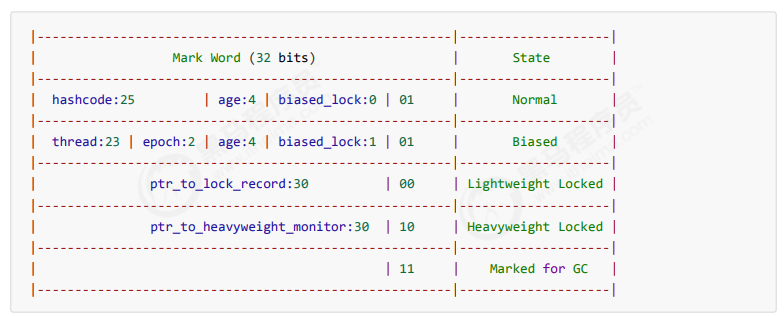 |----------------------------------------------------|--------------------|
| Mark Word (32 bits) | State |
|----------------------------------------------------|--------------------|
| hashcode:25 | age:4 | biased_lock:0 | 01 | Normal |
|----------------------------------------------------|--------------------|
| thread:23 | epoch:2 | age:4 | biased_lock:1 | 01 | Biased |
|----------------------------------------------------|--------------------|
| ptr_to_lock_record:30 | 00 | Lightweight Locked |
|----------------------------------------------------|--------------------|
| ptr_to_heavyweight_monitor:30 | 10 | Heavyweight Locked |
|----------------------------------------------------|--------------------|
| | 11 | Marked for GC |
|----------------------------------------------------|--------------------|